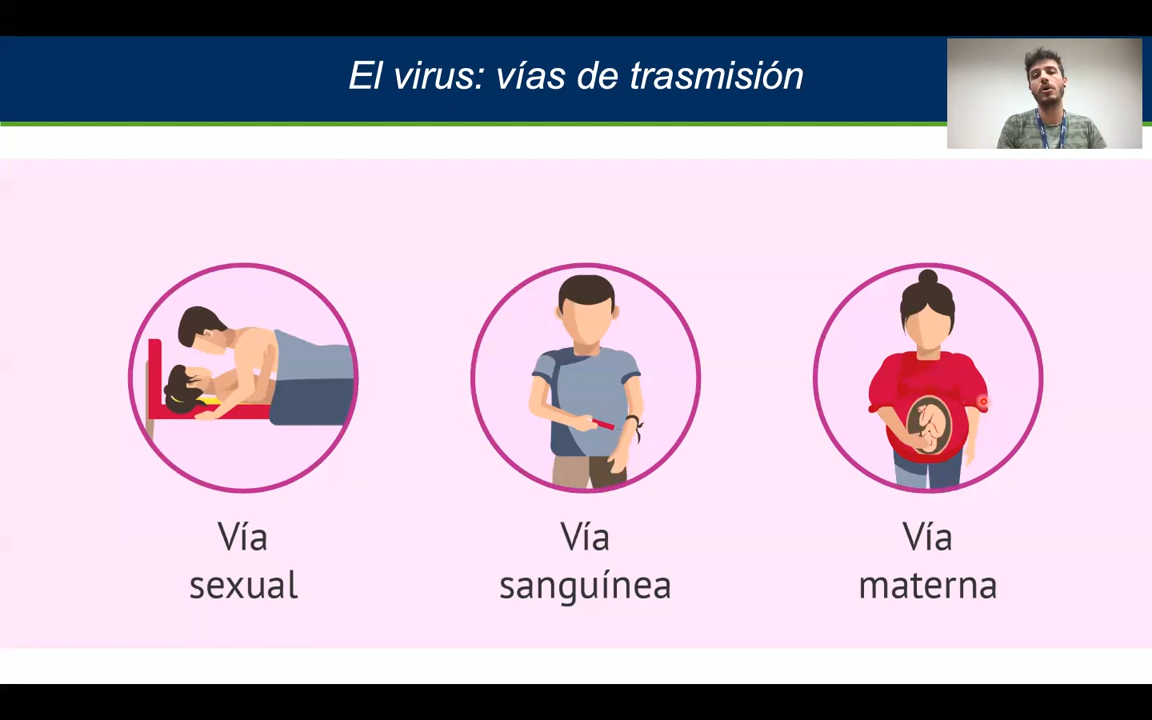 El virus: vías de trasmisión
Vía
sexual
Vía
sanguínea
Vía
materna